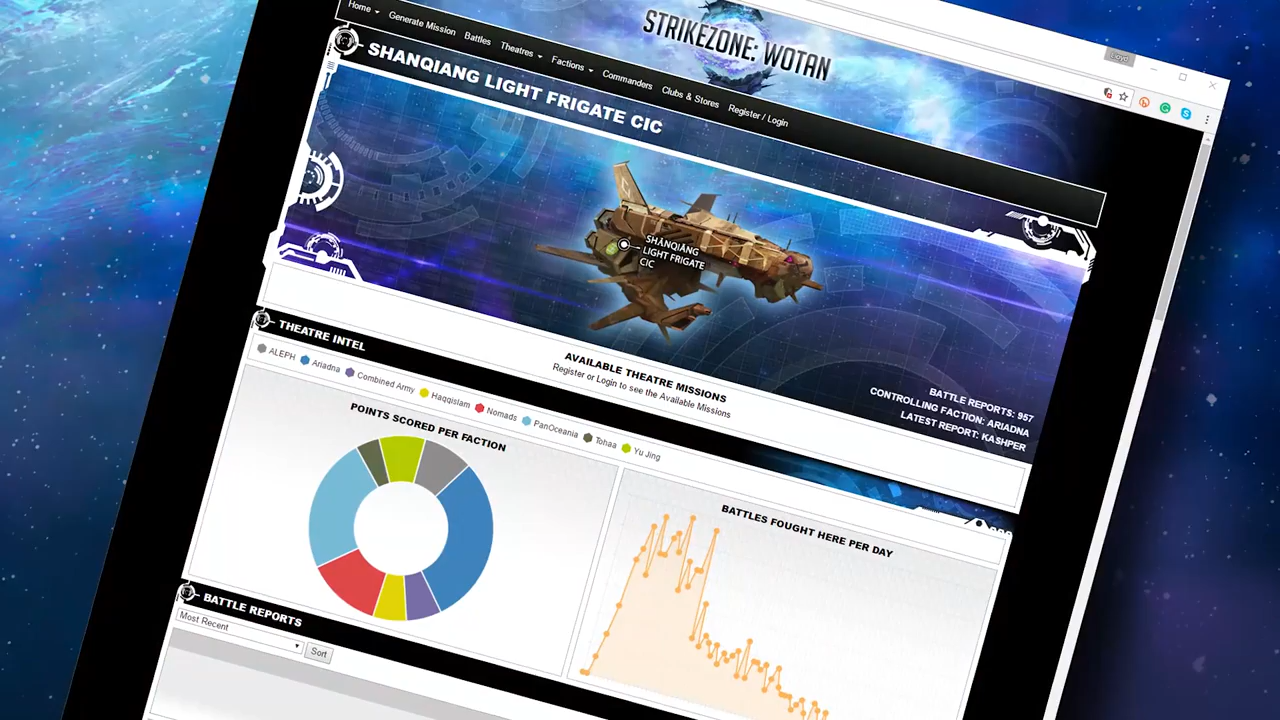 STRIKEZONE: WOTAN
Home
Generate Mission
Battles
Theatres
Factions
Commanders
Clubs & Stores
Register / Login
SHANQIANG LIGHT FRIGATE CIC
SHANQIANG
LIGHT FRIGATE
CIC
AVAILABLE THEATRE MISSIONS
Register or Login to see the Available Missions
BATTLE REPORTS: 957
CONTROLLING FACTION: ARIADNA
LATEST REPORT: KASHPER
THEATRE INTEL
ALEPH
Ariadna
Combined Army
Haqqislam
Nomads
PanOceania
Tohaa
Yu Jing
POINTS SCORED PER FACTION
BATTLES FOUGHT HERE PER DAY
BATTLE REPORTS
Most Recent
Sort